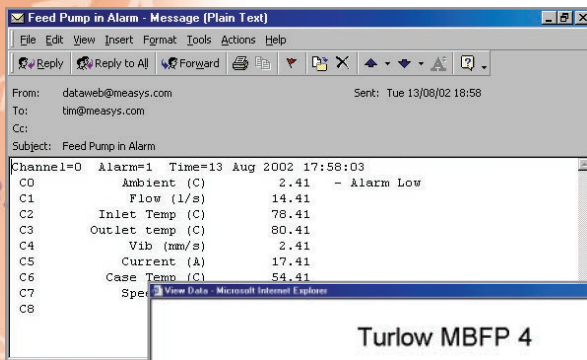 Feed Pump in Alarm - Message (Plain Text)
File Edit View Insert Format Tools Actions Help
Reply Reply to All Forward
From: dataweb@measys.com Sent: Tue 13/08/02 18:58
To: tim@measys.com
Cc:
Subject: Feed Pump in Alarm
Channel=0 Alarm=1 Time=13 Aug 2002 17:58:03
C0 Ambient (C) 2.41 - Alarm Low
C1 Flow (l/s) 14.41
C2 Inlet Temp (C) 78.41
C3 Outlet temp (C) 80.41
C4 Vib (mm/s) 2.41
C5 Current (A) 17.41
C6 Case Temp (C) 54.41
C7
C8
View Data - Microsoft Internet Explorer
Turlow MBFP 4